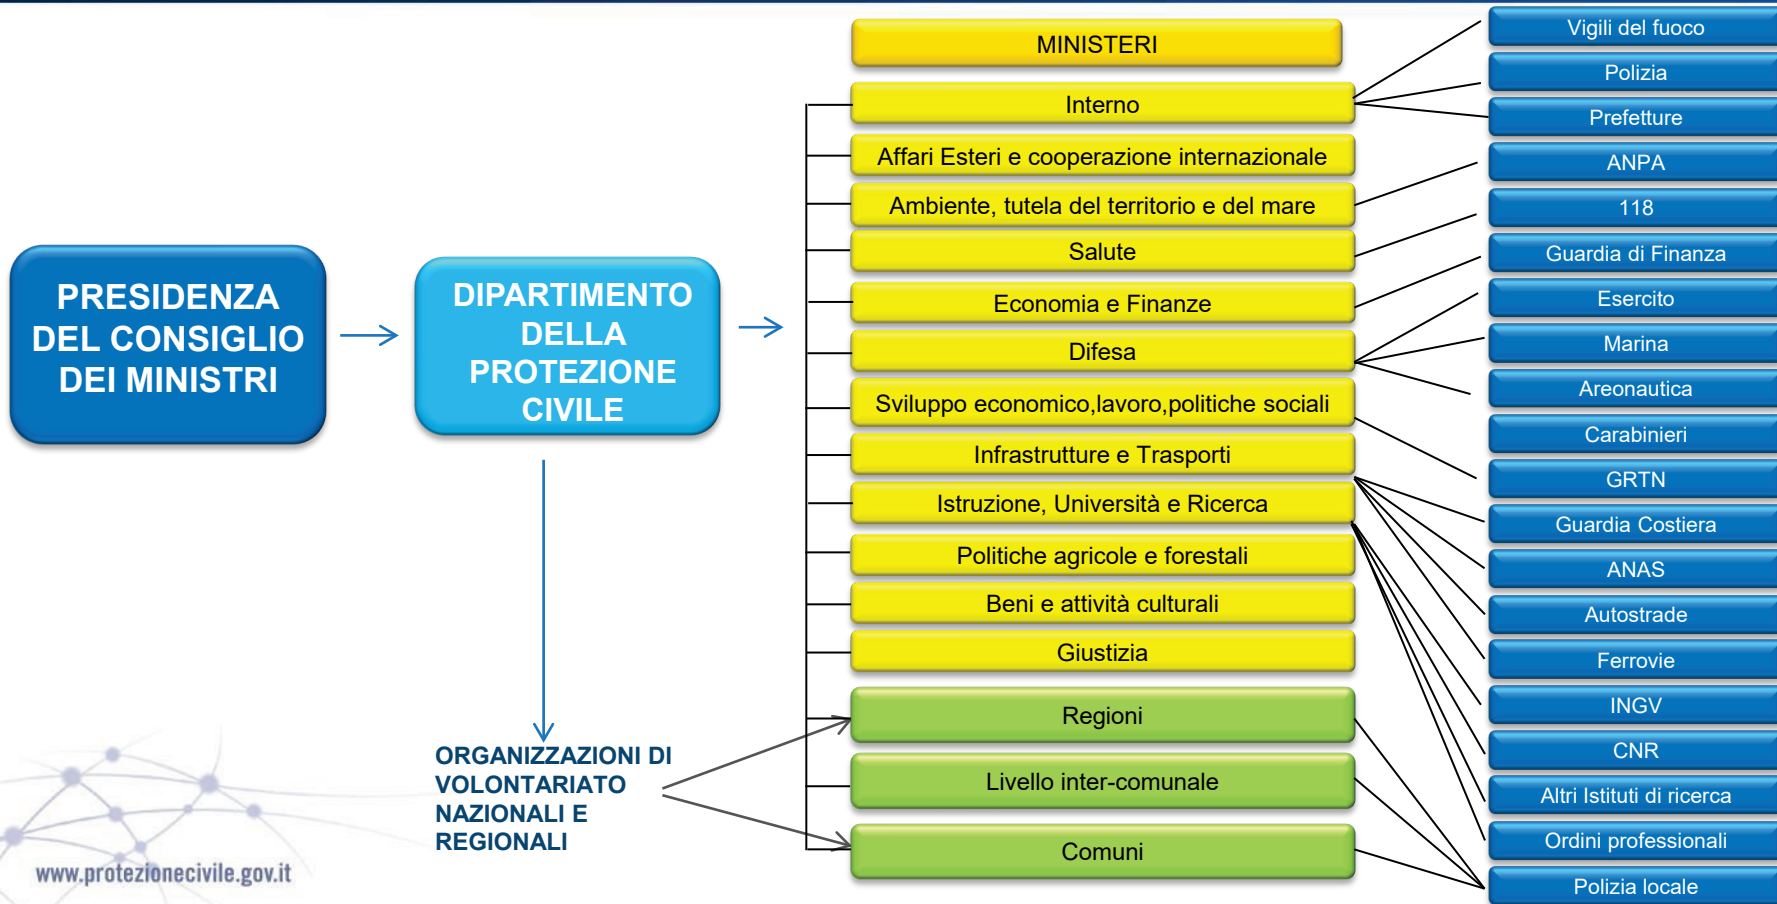 PRESIDENZA
DEL CONSIGLIO
DEI MINISTRI
DIPARTIMENTO
DELLA
PROTEZIONE
CIVILE
ORGANIZZAZIONI DI
VOLONTARIATO
NAZIONALI E
REGIONALI
www.protezionecivile.gov.it
MINISTERI
Interno
Affari Esteri e cooperazione internazionale
Ambiente, tutela del territorio e del mare
Salute
Economia e Finanze
Difesa
Sviluppo economico,lavoro,politiche sociali
Infrastrutture e Trasporti
Istruzione, Università e Ricerca
Politiche agricole e forestali
Beni e attività culturali
Giustizia
Regioni
Livello inter-comunale
Comuni
Vigili del fuoco
Polizia
Prefetture
ANPA
118
Guardia di Finanza
Esercito
Marina
Areonautica
Carabinieri
GRTN
Guardia Costiera
ANAS
Autostrade
Ferrovie
INGV
CNR
Altri Istituti di ricerca
Ordini professionali
Polizia locale